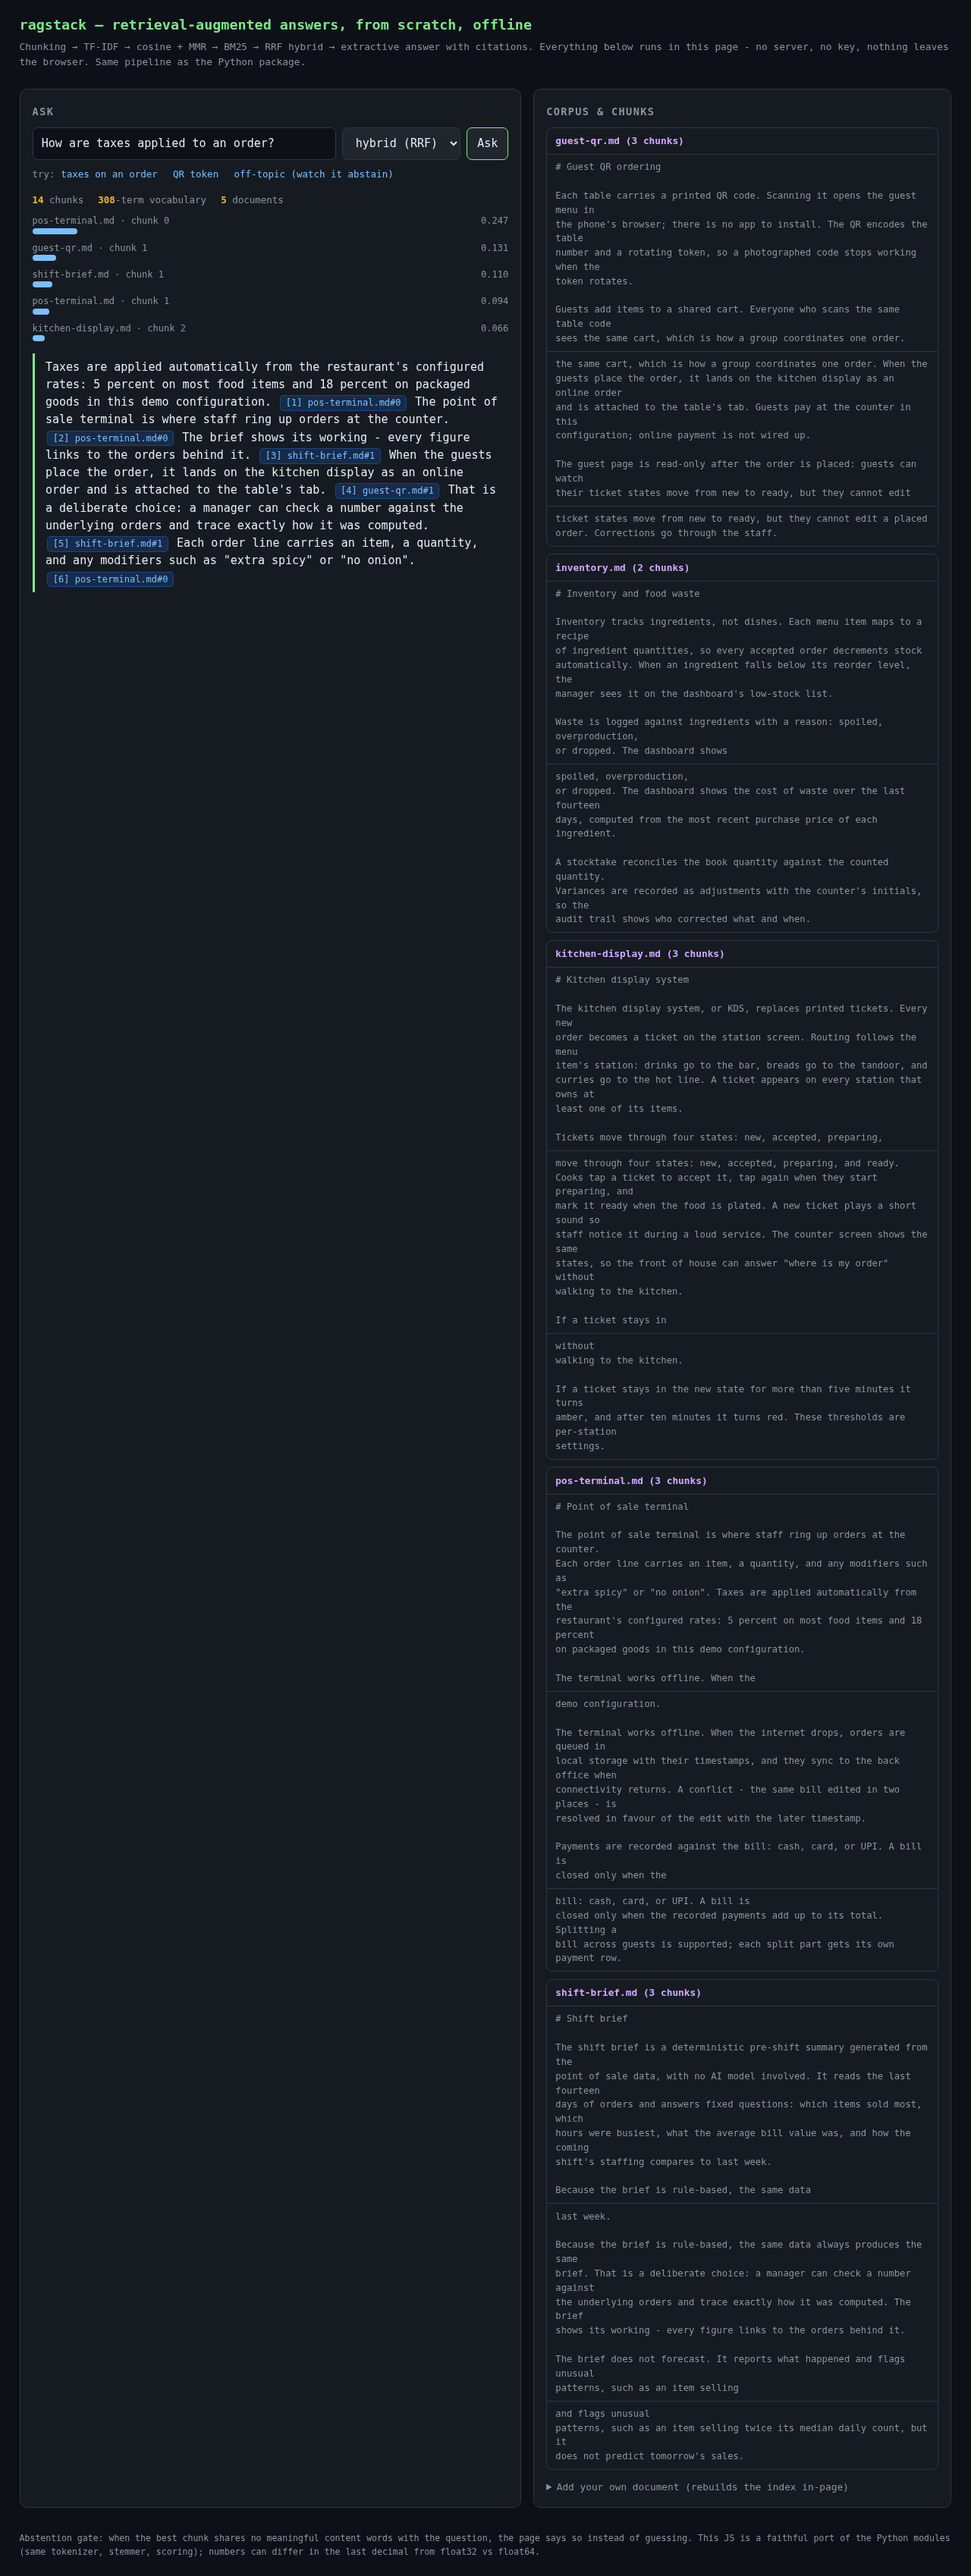 ragstack — retrieval-augmented answers, from scratch, offline
Chunking → TF-IDF → cosine + MMR → BM25 → RRF hybrid → extractive answer with citations. Everything below runs in this page - no server, no key, nothing leaves
the browser. Same pipeline as the Python package.
ASK
How are taxes applied to an order?
hybrid (RRF)
Ask
try: taxes on an order QR token off-topic (watch it abstain)
14 chunks 308-term vocabulary 5 documents
pos-terminal.md · chunk 0 0.247
guest-qr.md · chunk 1 0.131
shift-brief.md · chunk 1 0.110
pos-terminal.md · chunk 1 0.094
kitchen-display.md · chunk 2 0.066
Taxes are applied automatically from the restaurant's configured
rates: 5 percent on most food items and 18 percent on packaged
goods in this demo configuration. [1] pos-terminal.md#0 The point of
sale terminal is where staff ring up orders at the counter.
[2] pos-terminal.md#0 The brief shows its working - every figure
links to the orders behind it. [3] shift-brief.md#1 When the guests
place the order, it lands on the kitchen display as an online
order and is attached to the table's tab. [4] guest-qr.md#1 That is
a deliberate choice: a manager can check a number against the
underlying orders and trace exactly how it was computed.
[5] shift-brief.md#1 Each order line carries an item, a quantity,
and any modifiers such as "extra spicy" or "no onion".
[6] pos-terminal.md#0
CORPUS & CHUNKS
guest-qr.md (3 chunks)
# Guest QR ordering
Each table carries a printed QR code. Scanning it opens the guest
menu in
the phone's browser; there is no app to install. The QR encodes the
table
number and a rotating token, so a photographed code stops working
when the
token rotates.
Guests add items to a shared cart. Everyone who scans the same
table code
sees the same cart, which is how a group coordinates one order.
the same cart, which is how a group coordinates one order. When the
guests place the order, it lands on the kitchen display as an
online order
and is attached to the table's tab. Guests pay at the counter in
this
configuration; online payment is not wired up.
The guest page is read-only after the order is placed: guests can
watch
their ticket states move from new to ready, but they cannot edit
ticket states move from new to ready, but they cannot edit a placed
order. Corrections go through the staff.
inventory.md (2 chunks)
# Inventory and food waste
Inventory tracks ingredients, not dishes. Each menu item maps to a
recipe
of ingredient quantities, so every accepted order decrements stock
automatically. When an ingredient falls below its reorder level,
the
manager sees it on the dashboard's low-stock list.
Waste is logged against ingredients with a reason: spoiled,
overproduction,
or dropped. The dashboard shows
spoiled, overproduction,
or dropped. The dashboard shows the cost of waste over the last
fourteen
days, computed from the most recent purchase price of each
ingredient.
A stocktake reconciles the book quantity against the counted
quantity.
Variances are recorded as adjustments with the counter's initials,
so the
audit trail shows who corrected what and when.
kitchen-display.md (3 chunks)
# Kitchen display system
The kitchen display system, or KDS, replaces printed tickets. Every
new
order becomes a ticket on the station screen. Routing follows the
menu
item's station: drinks go to the bar, breads go to the tandoor, and
curries go to the hot line. A ticket appears on every station that
owns at
least one of its items.
Tickets move through four states: new, accepted, preparing,
move through four states: new, accepted, preparing, and ready.
Cooks tap a ticket to accept it, tap again when they start
preparing, and
mark it ready when the food is plated. A new ticket plays a short
sound so
staff notice it during a loud service. The counter screen shows the
same
states, so the front of house can answer "where is my order"
without
walking to the kitchen.
If a ticket stays in
without
walking to the kitchen.
If a ticket stays in the new state for more than five minutes it
turns
amber, and after ten minutes it turns red. These thresholds are
per-station
settings.
pos-terminal.md (3 chunks)
# Point of sale terminal
The point of sale terminal is where staff ring up orders at the
counter.
Each order line carries an item, a quantity, and any modifiers such
as
"extra spicy" or "no onion". Taxes are applied automatically from
the
restaurant's configured rates: 5 percent on most food items and 18
percent
on packaged goods in this demo configuration.
The terminal works offline. When the
demo configuration.
The terminal works offline. When the internet drops, orders are
queued in
local storage with their timestamps, and they sync to the back
office when
connectivity returns. A conflict - the same bill edited in two
places - is
resolved in favour of the edit with the later timestamp.
Payments are recorded against the bill: cash, card, or UPI. A bill
is
closed only when the
bill: cash, card, or UPI. A bill is
closed only when the recorded payments add up to its total.
Splitting a
bill across guests is supported; each split part gets its own
payment row.
shift-brief.md (3 chunks)
# Shift brief
The shift brief is a deterministic pre-shift summary generated from
the
point of sale data, with no AI model involved. It reads the last
fourteen
days of orders and answers fixed questions: which items sold most,
which
hours were busiest, what the average bill value was, and how the
coming
shift's staffing compares to last week.
Because the brief is rule-based, the same data
last week.
Because the brief is rule-based, the same data always produces the
same
brief. That is a deliberate choice: a manager can check a number
against
the underlying orders and trace exactly how it was computed. The
brief
shows its working - every figure links to the orders behind it.
The brief does not forecast. It reports what happened and flags
unusual
patterns, such as an item selling
and flags unusual
patterns, such as an item selling twice its median daily count, but
it
does not predict tomorrow's sales.
▶ Add your own document (rebuilds the index in-page)
Abstention gate: when the best chunk shares no meaningful content words with the question, the page says so instead of guessing. This JS is a faithful port of the Python modules
(same tokenizer, stemmer, scoring); numbers can differ in the last decimal from float32 vs float64.